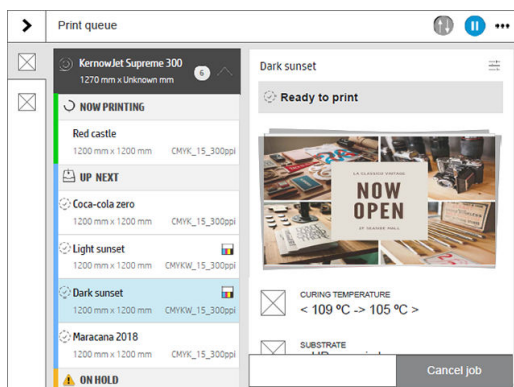 Print queue
KernowJet Supreme 300
1270 mm x Unknown
mm
6
NOW PRINTING
Red castle
1200 mm x 1200 mm CMYK_15_300ppi
UP NEXT
Coca-cola zero
1200 mm x 1200 mm CMYK_15_300ppi
Light sunset
1200 mm x 1200 mm CMYKW_15_300ppi
Dark sunset
1200 mm x 1200 mm CMYKW_15_300ppi
Maracana 2018
1200 mm x 1200 mm CMYK_15_300ppi
ON HOLD
Dark sunset
Ready to print
LA CLASSICS VINTAGE
NOW
OPEN
CURING TEMPERATURE
< 109 ºC -> 105 ºC >
SUBSTRATE
Cancel job